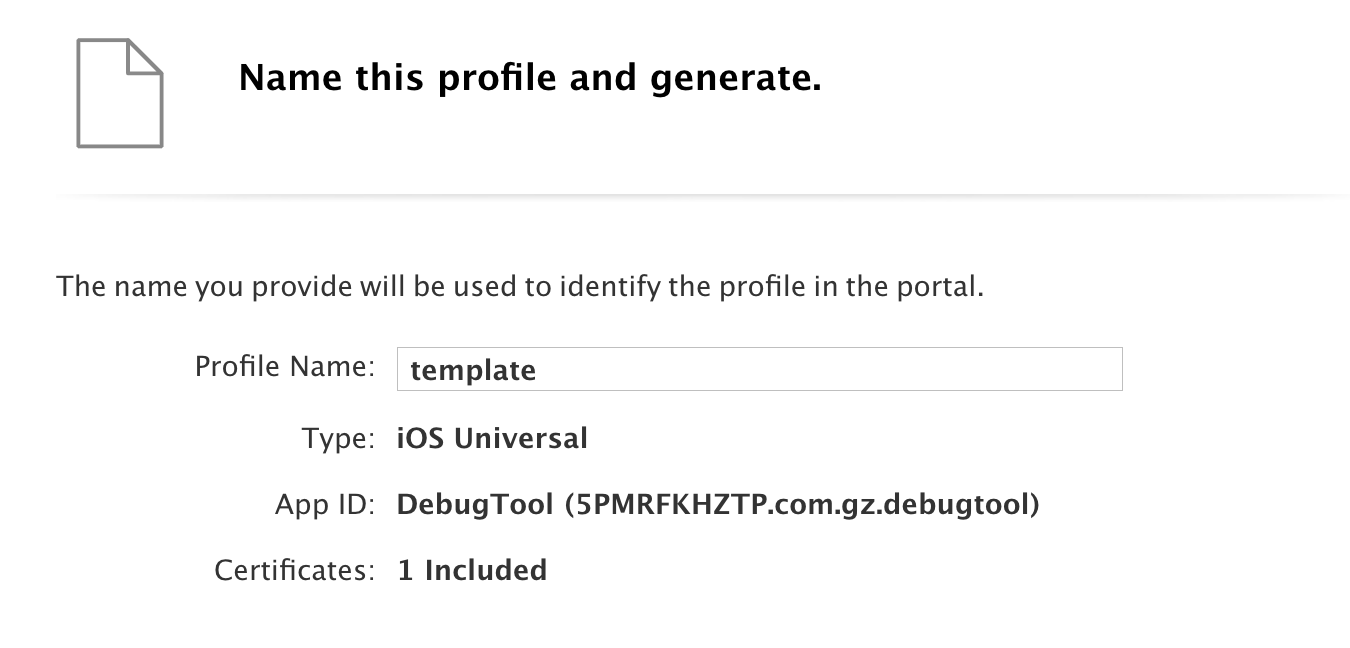 Name this profile and generate.
The name you provide will be used to identify the profile in the portal.
Profile Name: template
Type: iOS Universal
App ID: DebugTool (5PMRFKHZTP.com.gz.debugtool)
Certificates: 1 Included